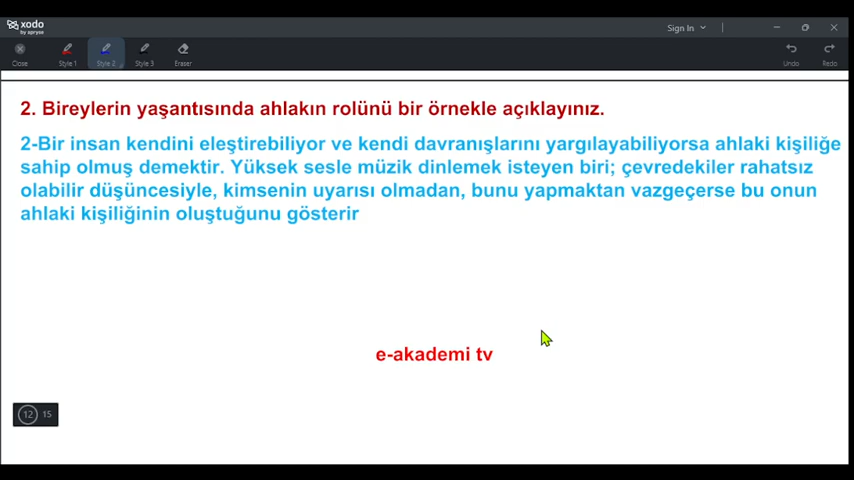 xodo
by apryse
Sign In
Close
Style 1
Style 2
Style 3
Eraser
Undo
Redo
2. Bireylerin yaşantısında ahlakın rolünü bir örnekle açıklayınız.
2-Bir insan kendini eleştirebiliyor ve kendi davranışlarını yargılayabiliyorsa ahlaki kişiliğe
sahip olmuş demektir. Yüksek sesle müzik dinlemek isteyen biri; çevredekiler rahatsız
olabilir düşüncesiyle, kimsenin uyarısı olmadan, bunu yapmaktan vazgeçerse bu onun
ahlaki kişiliğinin oluştuğunu gösterir
e-akademi tv
12 15